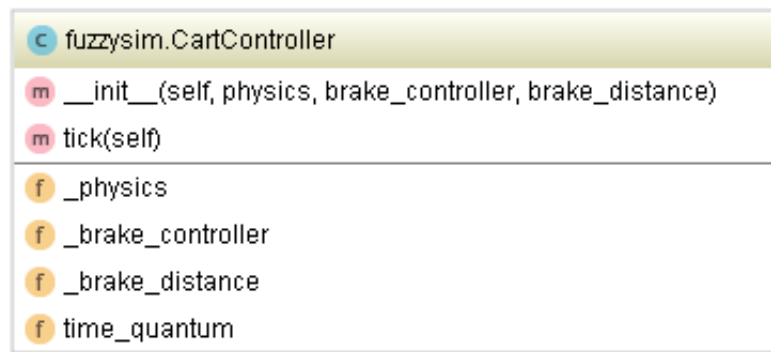 C fuzzysim.CartController
m __init__(self, physics, brake_controller, brake_distance)
m tick(self)
f _physics
f _brake_controller
f _brake_distance
f time_quantum